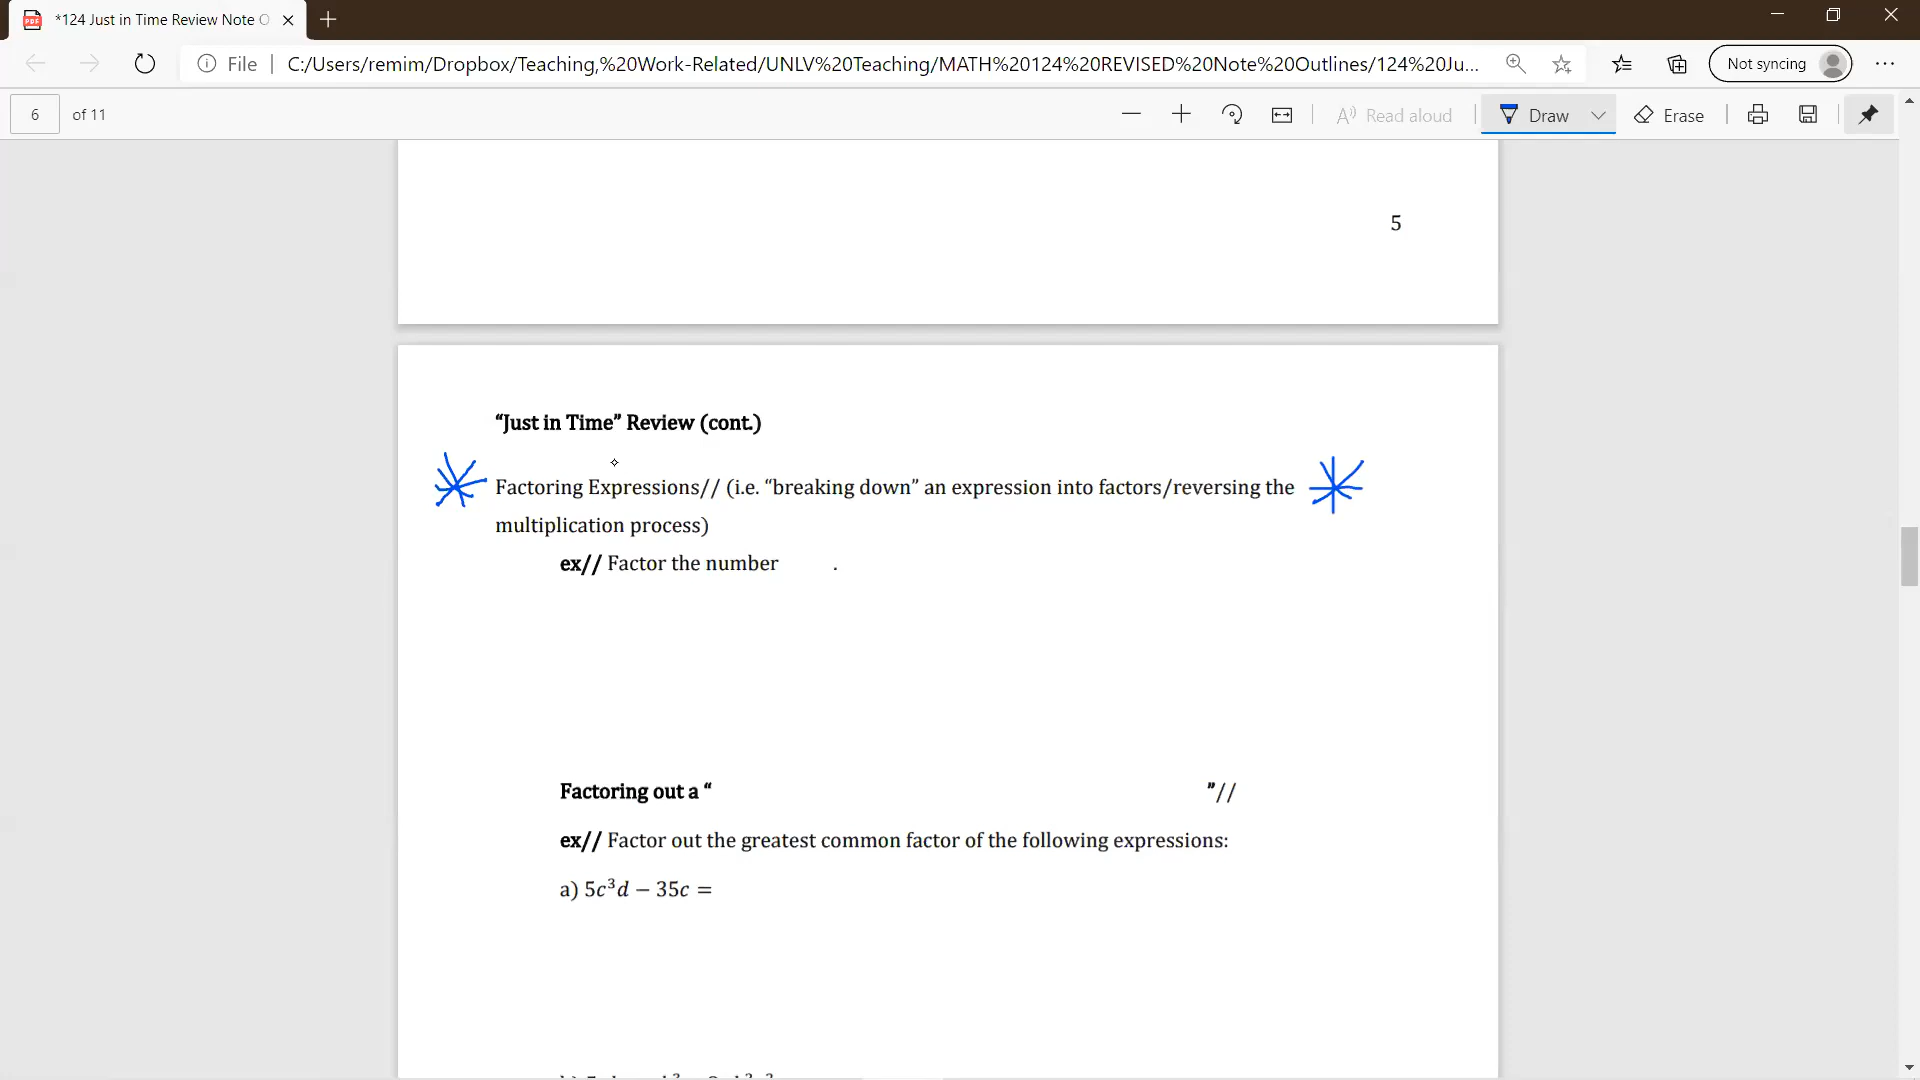 *124 Just in Time Review Note O
File
C:/Users/remim/Dropbox/Teaching,%20Work-Related/UNLV%20Teaching/MATH%20124%20REVISED%20Note%20Outlines/124%20Ju...
Not syncing
6 of 11
Read aloud
Draw
Erase
5
“Just in Time” Review (cont.)
Factoring Expressions// (i.e. “breaking down” an expression into factors/reversing the
multiplication process)
ex// Factor the number .
Factoring out a “ ”//
ex// Factor out the greatest common factor of the following expressions:
a) 5c³d − 35c =